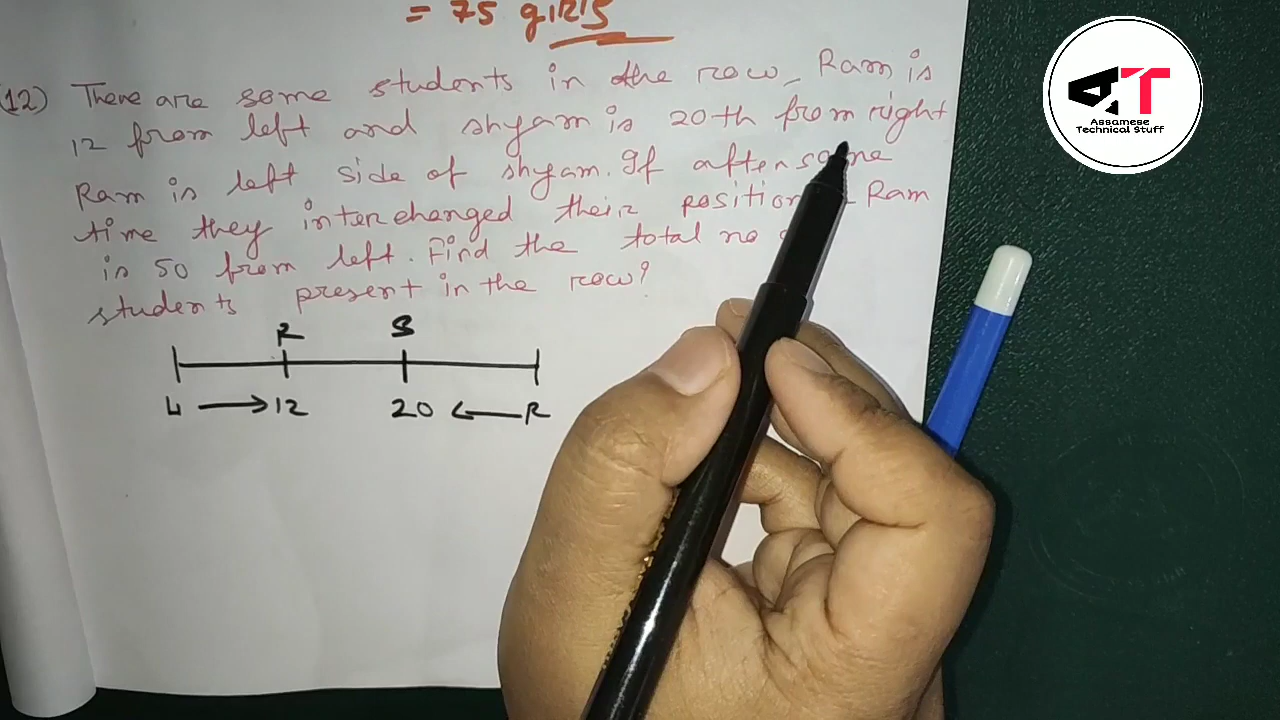 = 75 girls
(12) There are some students in the row, Ram is
12 from left and shyam is 20th from right
Ram is left side of shyam. If after some
time they interchanged their position Ram
is 50 from left. Find the total no
students present in the row?
R S
L → 12 20 ← R
AT
Assamese
Technical Stuff